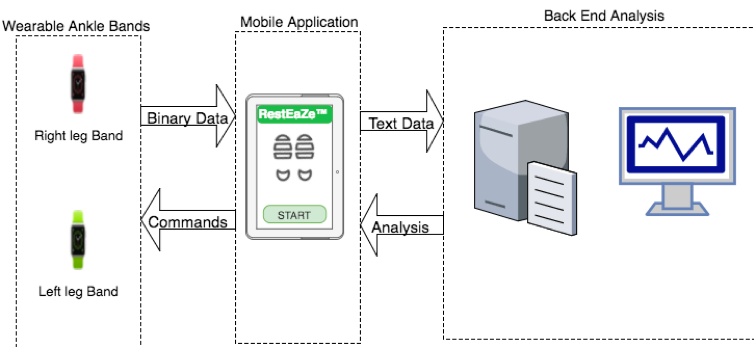 Wearable Ankle Bands
Mobile Application
Back End Analysis
Right leg Band
Left leg Band
Binary Data
Commands
RestEaZe™
START
Text Data
Analysis